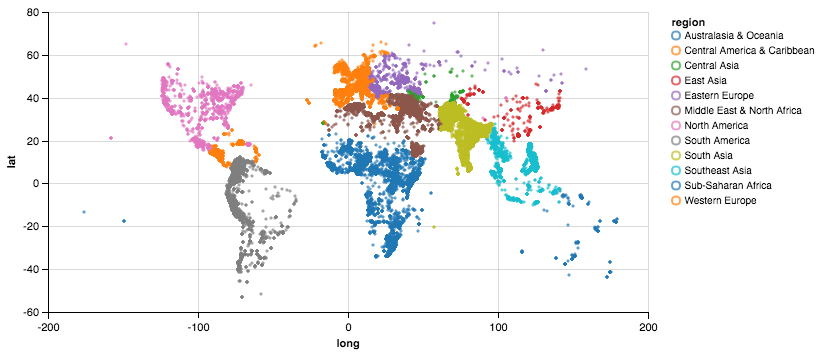 region
Australasia & Oceania
Central America & Caribbean
Central Asia
East Asia
Eastern Europe
Middle East & North Africa
North America
South America
South Asia
Southeast Asia
Sub-Saharan Africa
Western Europe
lat
80
60
40
20
0
-20
-40
-60
-200
-100
0
100
200
long